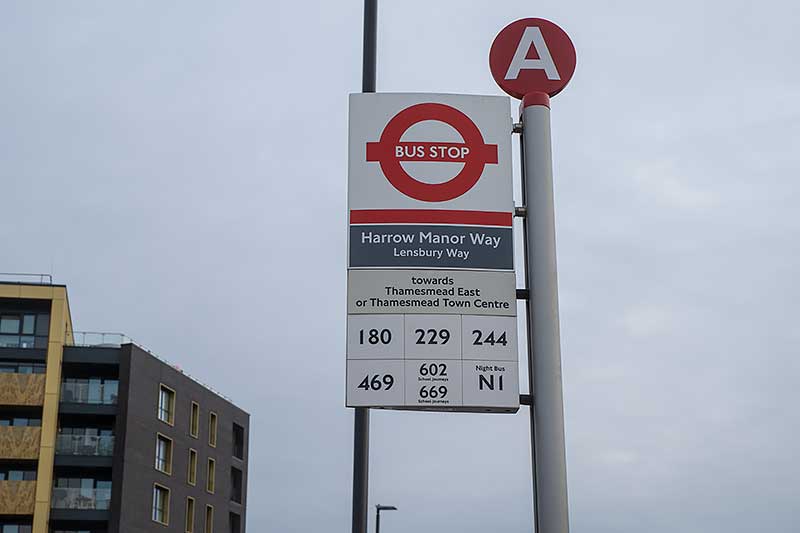 A
BUS STOP
Harrow Manor Way
Lensbury Way
towards
Thamesmead East
or Thamesmead Town Centre
180 229 244
469
602
School Journeys
669
School Journeys
Night Bus
N1